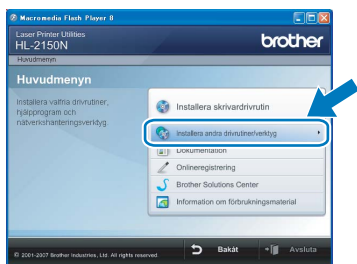 Macromedia Flash Player 8
Laser Printer Utilities
HL-2150N
brother
Huvudmenyn
Huvudmenyn
Installera valfria drivrutiner,
hjälpprogram och
nätverkshanteringsverktyg.
Installera skrivardrivrutin
Installera andra drivrutiner/verktyg
Dokumentation
Onlineregistrering
Brother Solutions Center
Information om förbrukningsmaterial
© 2001-2007 Brother Industries, Ltd. All rights reserved.
Bakåt
Avsluta